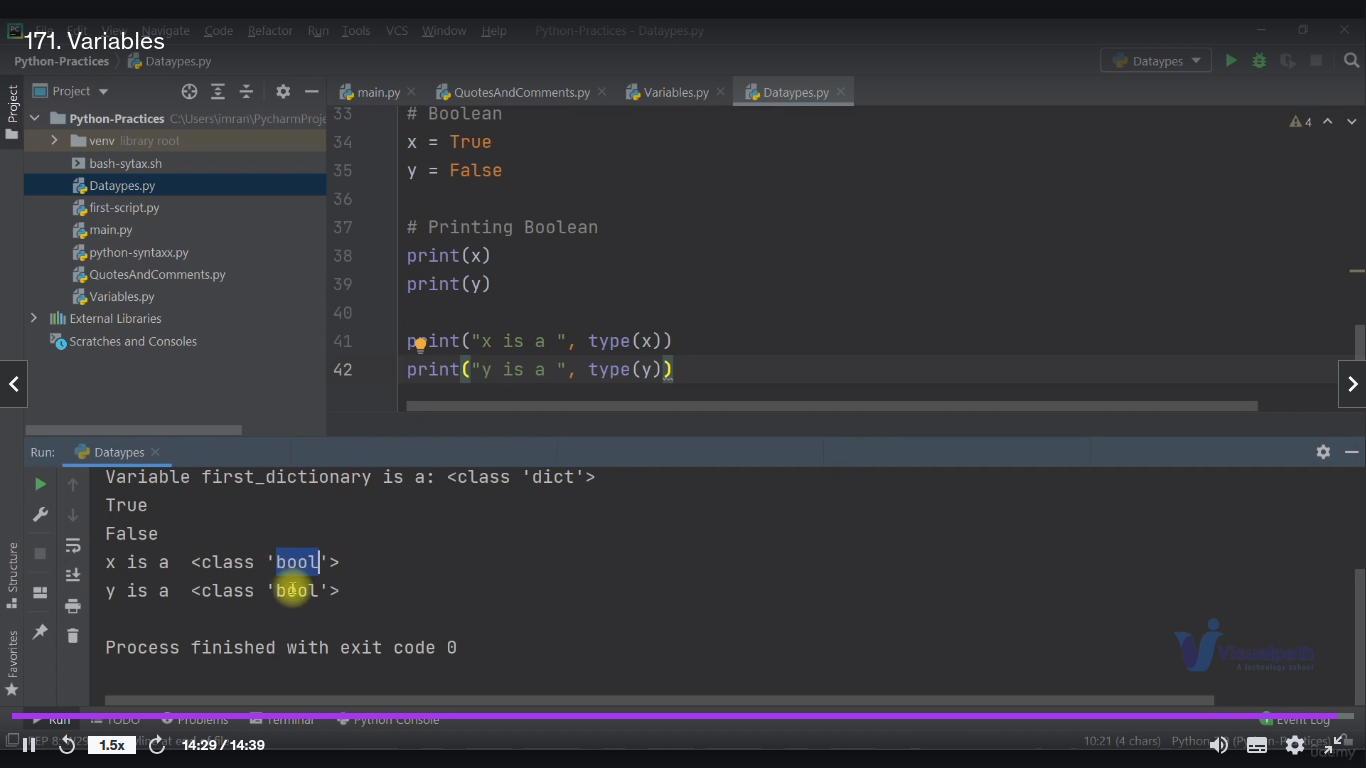 171. Variables
File Edit View Navigate Code Refactor Run Tools VCS Window Help Python-Practices - Dataypes.py
Python-Practices Dataypes.py
Dataypes
Project
Project
main.py QuotesAndComments.py Variables.py Dataypes.py
Python-Practices C:\Users\imran\PycharmProje
venv library root
bash-sytax.sh
Dataypes.py
first-script.py
main.py
python-syntaxx.py
QuotesAndComments.py
Variables.py
External Libraries
Scratches and Consoles
4
33 # Boolean
34 x = True
35 y = False
36
37 # Printing Boolean
38 print(x)
39 print(y)
40
41 print("x is a ", type(x))
42 print("y is a ", type(y))
Run: Dataypes
Variable first_dictionary is a: <class 'dict'>
True
False
x is a  <class 'bool'>
y is a  <class 'bool'>
Process finished with exit code 0
Structure
Favorites
Visualpath
A technology school
Run TODO Problems Terminal Python Console Event Log
1.5x 14:29 / 14:39
10:21 (4 chars)
udemy